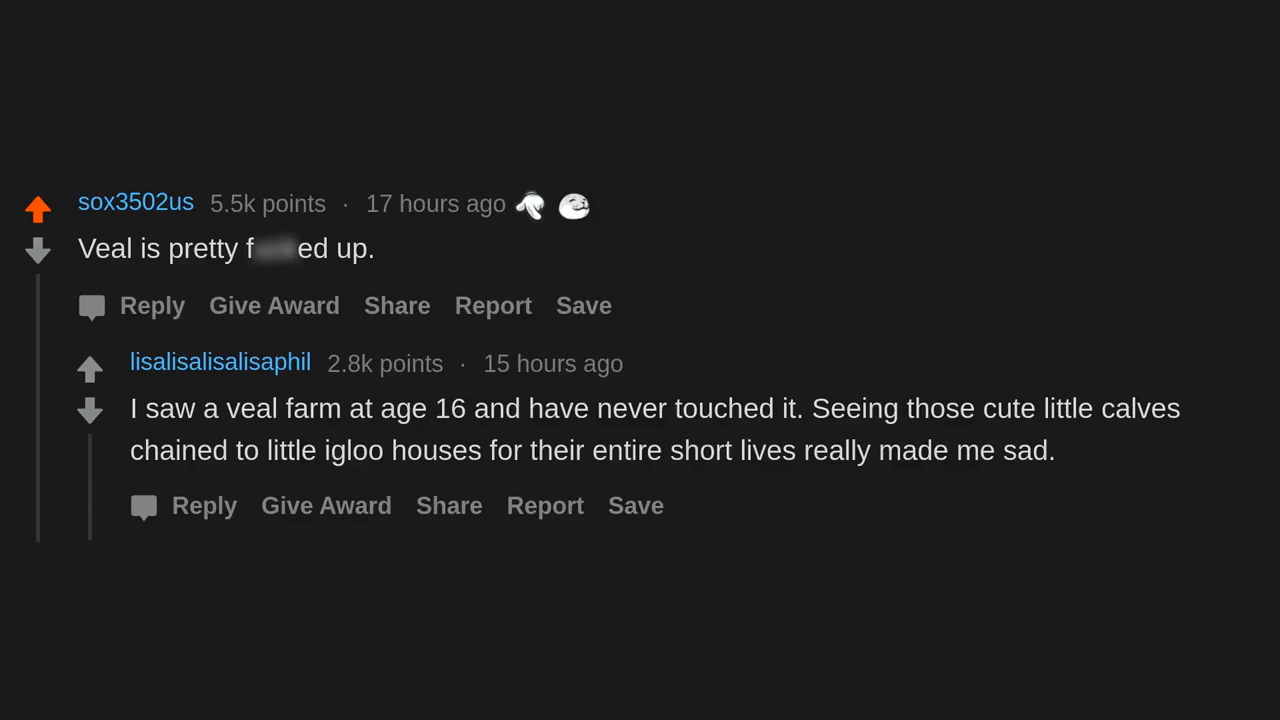 sox3502us 5.5k points · 17 hours ago
Veal is pretty f ed up.
Reply Give Award Share Report Save
lisalisalisalisaphil 2.8k points · 15 hours ago
I saw a veal farm at age 16 and have never touched it. Seeing those cute little calves
chained to little igloo houses for their entire short lives really made me sad.
Reply Give Award Share Report Save